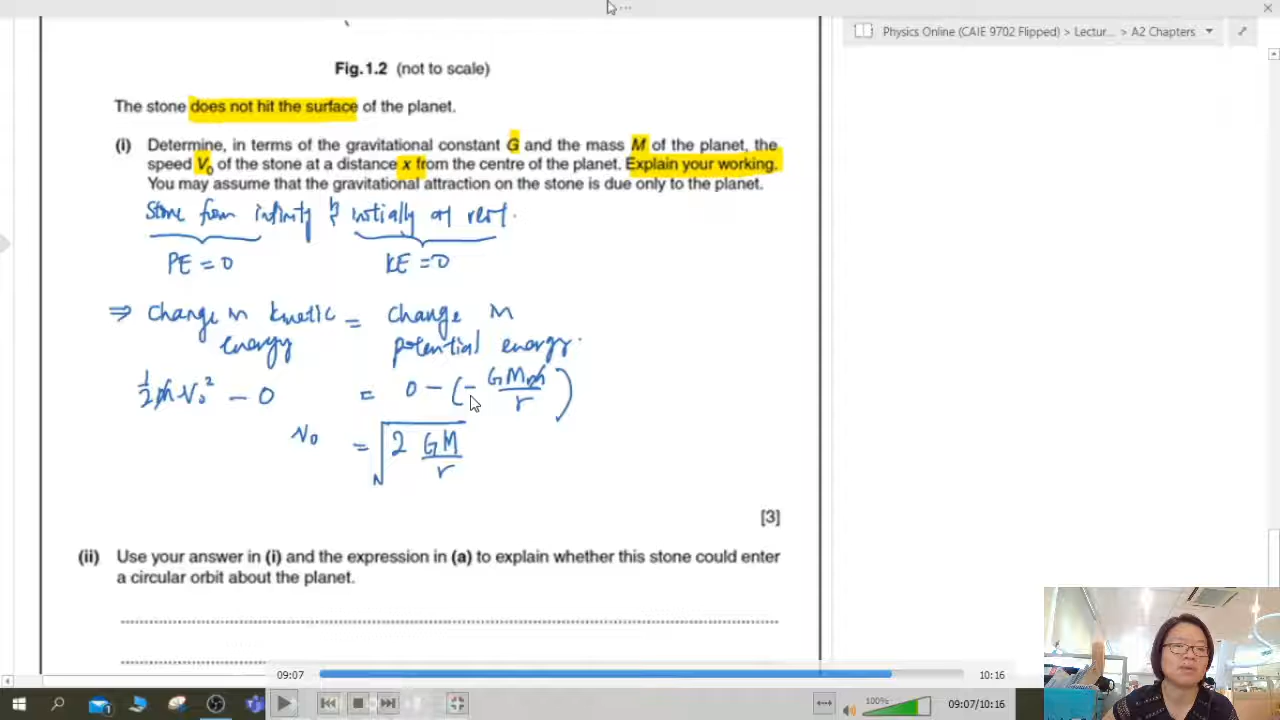 Physics Online (CAIE 9702 Flipped) > Lectur... > A2 Chapters
Fig.1.2 (not to scale)
The stone does not hit the surface of the planet.
(i) Determine, in terms of the gravitational constant G and the mass M of the planet, the
speed V₀ of the stone at a distance x from the centre of the planet. Explain your working.
You may assume that the gravitational attraction on the stone is due only to the planet.
Stone from infinity & initially at rest.
PE = 0 KE = 0
⇒ Change in kinetic energy = change in potential energy.
½mV₀² − 0 = 0 − (− GMm/r)
V₀ = √(2 GM/r)
[3]
(ii) Use your answer in (i) and the expression in (a) to explain whether this stone could enter
a circular orbit about the planet.
09:07 10:16
100% 09:07/10:16